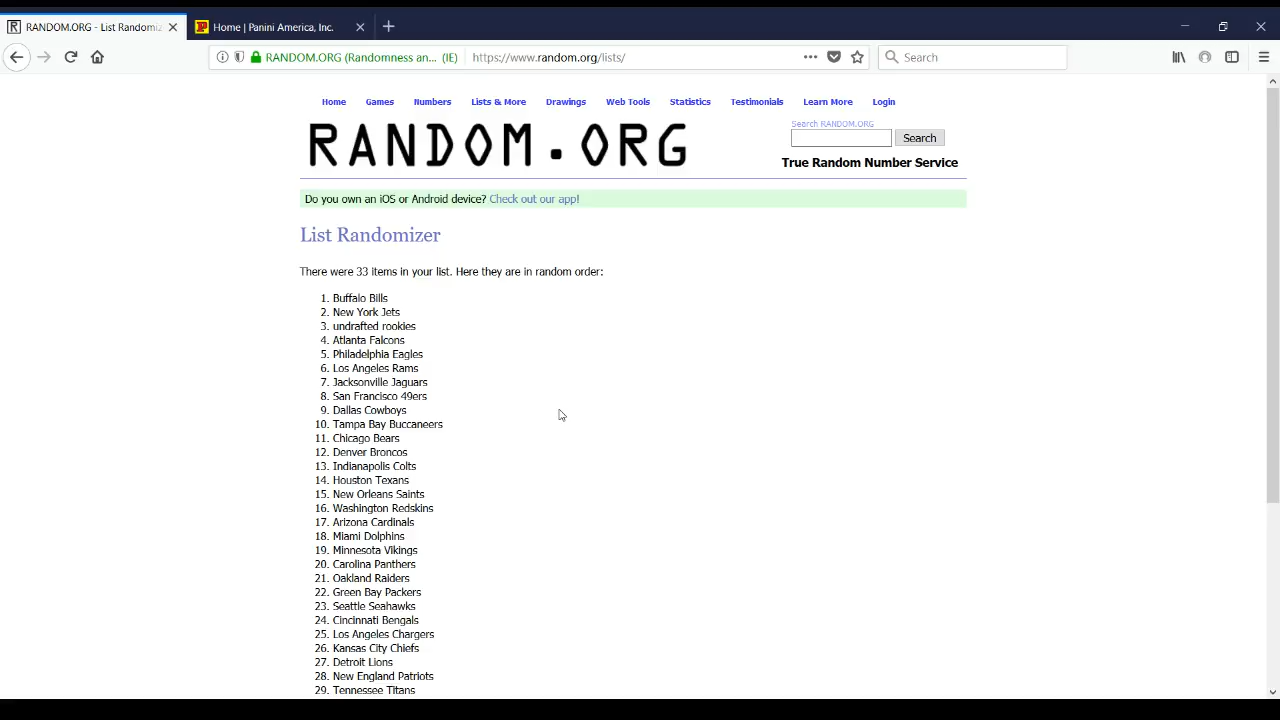 RANDOM.ORG - List Randomiz
Home | Panini America, Inc.
RANDOM.ORG (Randomness an... (IE)
https://www.random.org/lists/
Search
Home Games Numbers Lists & More Drawings Web Tools Statistics Testimonials Learn More Login
RANDOM.ORG
Search RANDOM.ORG
Search
True Random Number Service
Do you own an iOS or Android device? Check out our app!
List Randomizer
There were 33 items in your list. Here they are in random order:
1. Buffalo Bills
2. New York Jets
3. undrafted rookies
4. Atlanta Falcons
5. Philadelphia Eagles
6. Los Angeles Rams
7. Jacksonville Jaguars
8. San Francisco 49ers
9. Dallas Cowboys
10. Tampa Bay Buccaneers
11. Chicago Bears
12. Denver Broncos
13. Indianapolis Colts
14. Houston Texans
15. New Orleans Saints
16. Washington Redskins
17. Arizona Cardinals
18. Miami Dolphins
19. Minnesota Vikings
20. Carolina Panthers
21. Oakland Raiders
22. Green Bay Packers
23. Seattle Seahawks
24. Cincinnati Bengals
25. Los Angeles Chargers
26. Kansas City Chiefs
27. Detroit Lions
28. New England Patriots
29. Tennessee Titans